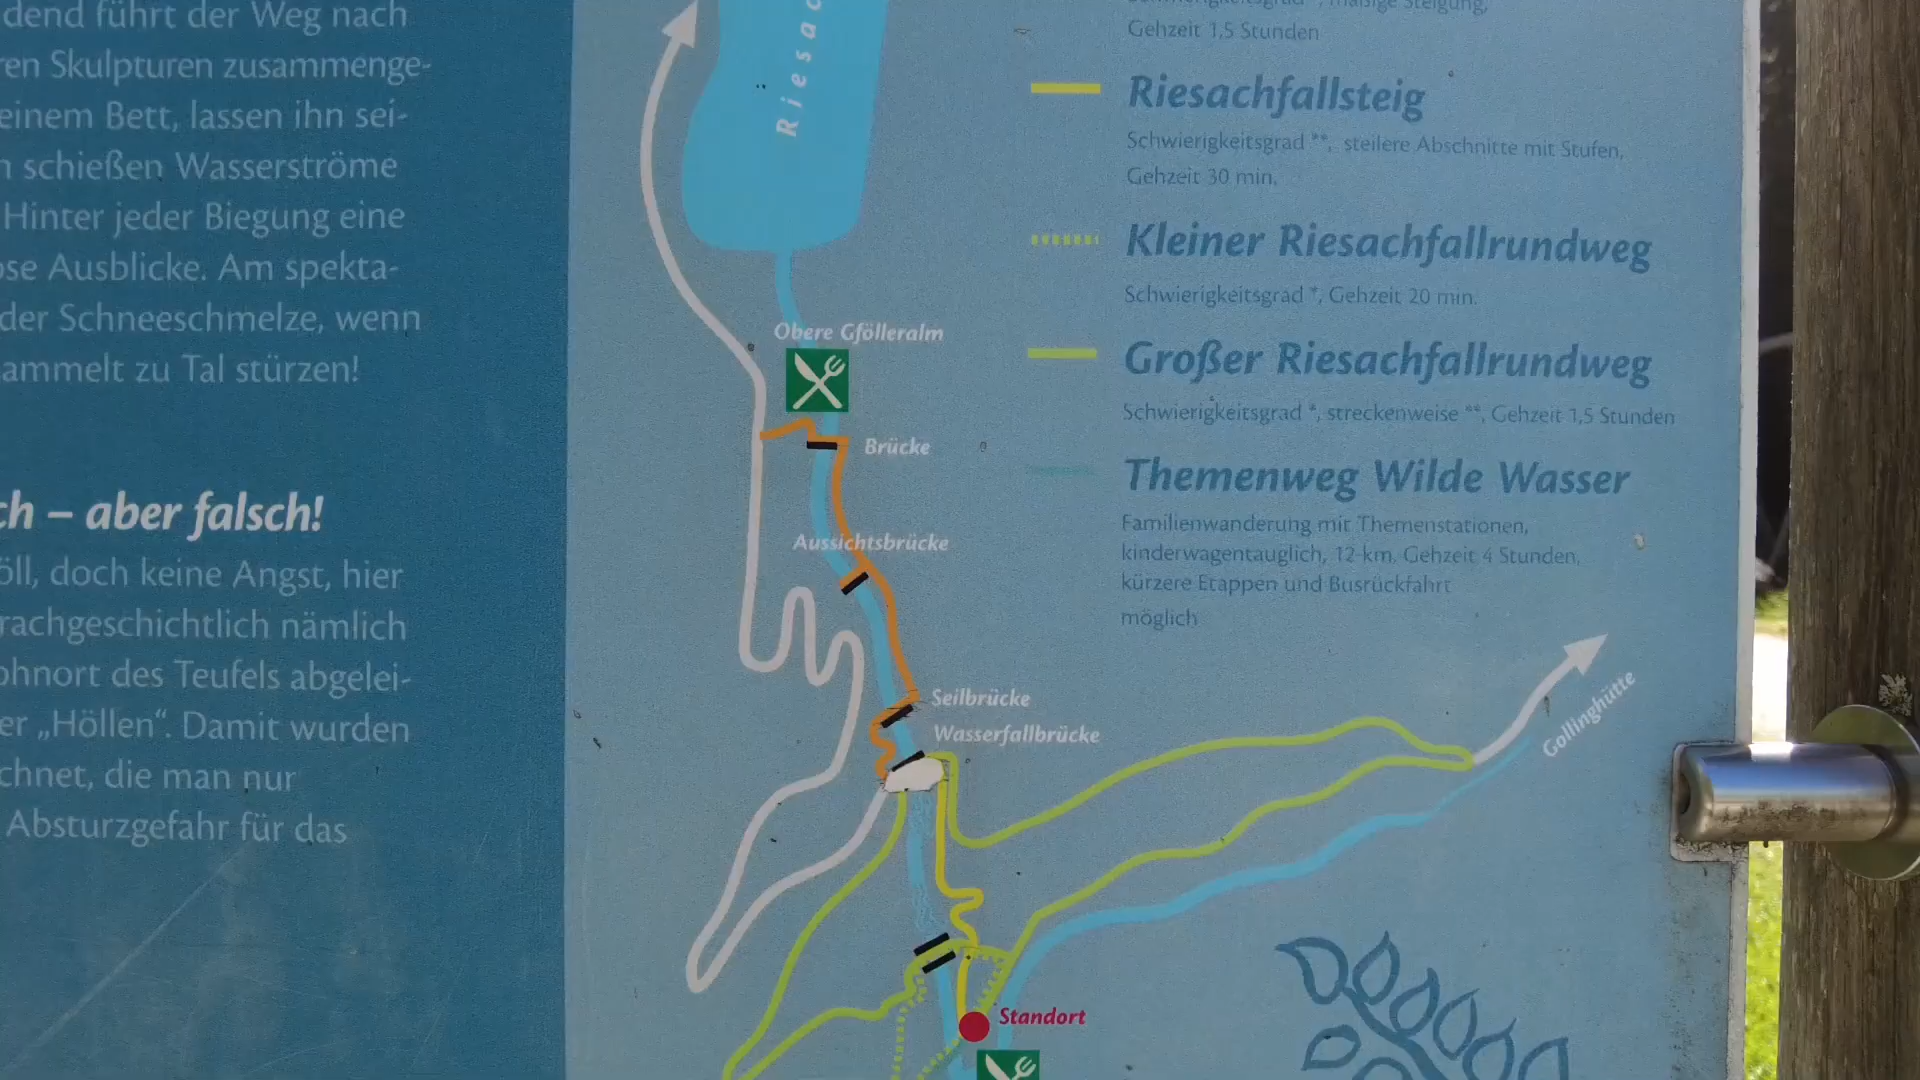 dend führt der Weg nach
ren Skulpturen zusammenge-
einem Bett, lassen ihn sei-
n schießen Wasserströme
Hinter jeder Biegung eine
ose Ausblicke. Am spekta-
der Schneeschmelze, wenn
ammelt zu Tal stürzen!
ch – aber falsch!
öll, doch keine Angst, hier
rachgeschichtlich nämlich
ohnort des Teufels abgelei-
er „Höllen“. Damit wurden
chnet, die man nur
Absturzgefahr für das
Riesac
Obere Gfölleralm
Brücke
Aussichtsbrücke
Seilbrücke
Wasserfallbrücke
Gollinghütte
Standort
Schwierigkeitsgrad *, mäßige Steigung,
Gehzeit 1,5 Stunden
Riesachfallsteig
Schwierigkeitsgrad **, steilere Abschnitte mit Stufen,
Gehzeit 30 min.
Kleiner Riesachfallrundweg
Schwierigkeitsgrad *, Gehzeit 20 min.
Großer Riesachfallrundweg
Schwierigkeitsgrad *, streckenweise **, Gehzeit 1,5 Stunden
Themenweg Wilde Wasser
Familienwanderung mit Themenstationen,
kinderwagentauglich, 12 km. Gehzeit 4 Stunden,
kürzere Etappen und Busrückfahrt
möglich